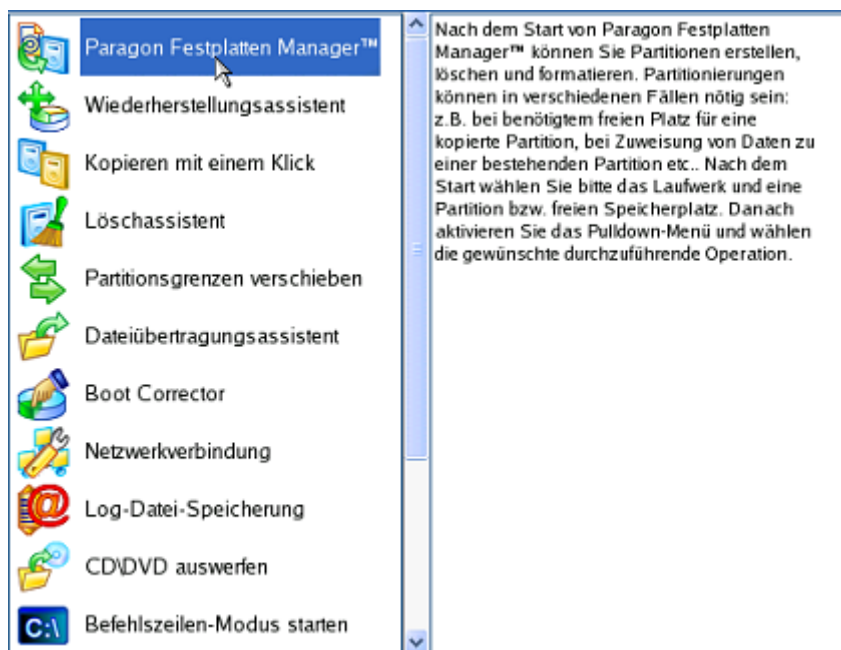 Paragon Festplatten Manager™
Wiederherstellungsassistent
Kopieren mit einem Klick
Löschassistent
Partitionsgrenzen verschieben
Dateiübertragungsassistent
Boot Corrector
Netzwerkverbindung
Log-Datei-Speicherung
CD\DVD auswerfen
C:\ Befehlszeilen-Modus starten
Nach dem Start von Paragon Festplatten
Manager™ können Sie Partitionen erstellen,
löschen und formatieren. Partitionierungen
können in verschiedenen Fällen nötig sein:
z.B. bei benötigtem freien Platz für eine
kopierte Partition, bei Zuweisung von Daten zu
einer bestehenden Partition etc.. Nach dem
Start wählen Sie bitte das Laufwerk und eine
Partition bzw. freien Speicherplatz. Danach
aktivieren Sie das Pulldown-Menü und wählen
die gewünschte durchzuführende Operation.